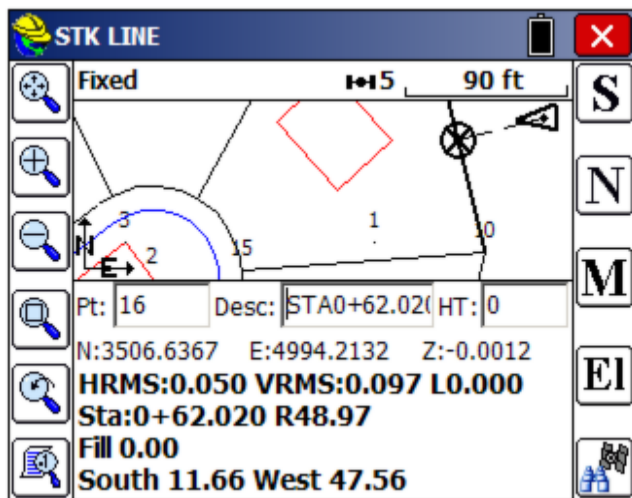 STK LINE
Fixed 5 90 ft
S
N
M
El
3
2
15
1
10
N
E
Pt: 16 Desc: STA0+62.020 HT: 0
N:3506.6367 E:4994.2132 Z:-0.0012
HRMS:0.050 VRMS:0.097 L0.000
Sta:0+62.020 R48.97
Fill 0.00
South 11.66 West 47.56